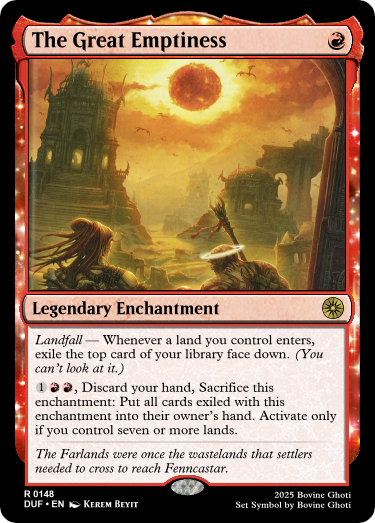 The Great Emptiness
Legendary Enchantment
Landfall — Whenever a land you control enters,
exile the top card of your library face down. (You
can't look at it.)
1, Discard your hand, Sacrifice this
enchantment: Put all cards exiled with this
enchantment into their owner's hand. Activate only
if you control seven or more lands.
The Farlands were once the wastelands that settlers
needed to cross to reach Fenncastar.
R 0148
DUF • EN Kerem Beyit
2025 Bovine Ghoti
Set Symbol by Bovine Ghoti